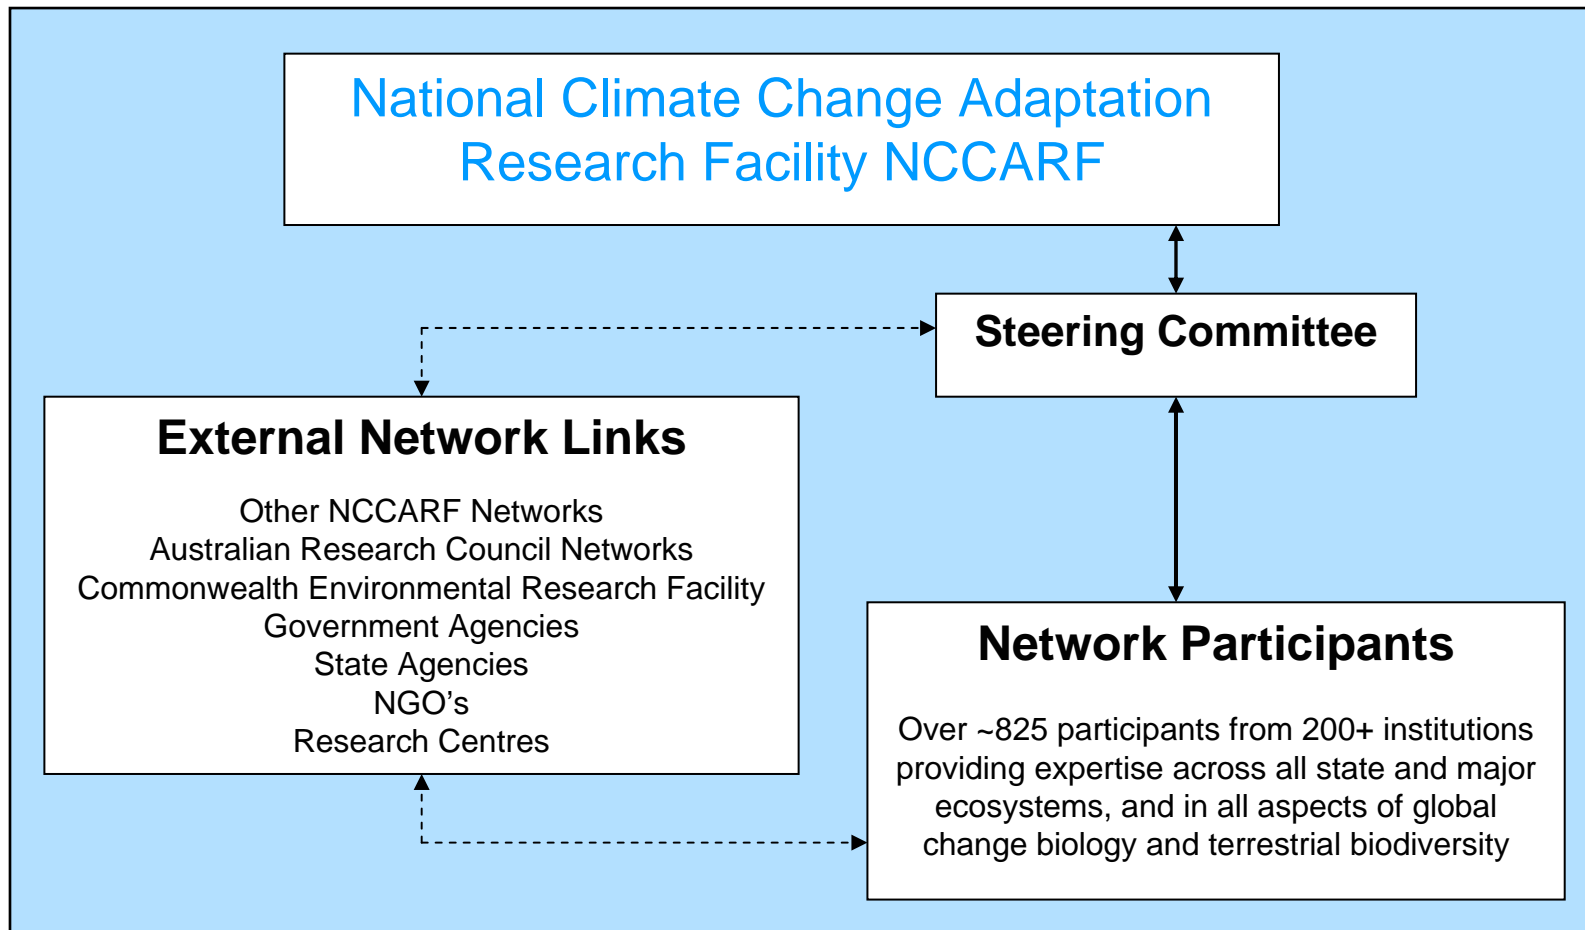 National Climate Change Adaptation
Research Facility NCCARF
Steering Committee
External Network Links
Other NCCARF Networks
Australian Research Council Networks
Commonwealth Environmental Research Facility
Government Agencies
State Agencies
NGO’s
Research Centres
Network Participants
Over ~825 participants from 200+ institutions
providing expertise across all state and major
ecosystems, and in all aspects of global
change biology and terrestrial biodiversity